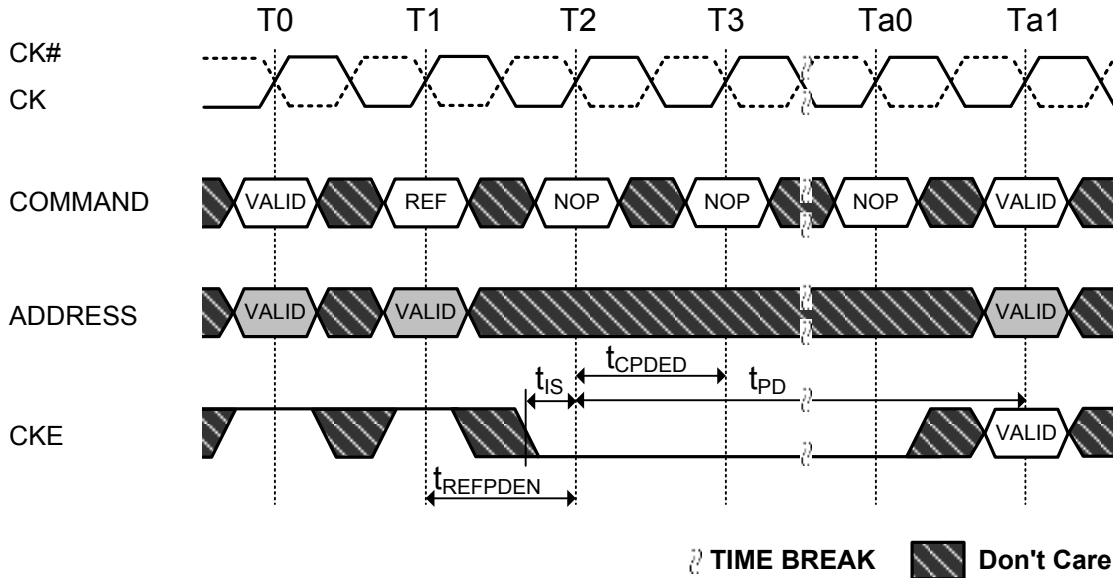 T0 T1 T2 T3 Ta0 Ta1
CK#
CK
COMMAND VALID REF NOP NOP NOP VALID
ADDRESS VALID VALID VALID
tCPDED
tIS tPD
CKE VALID
tREFPDEN
TIME BREAK Don't Care